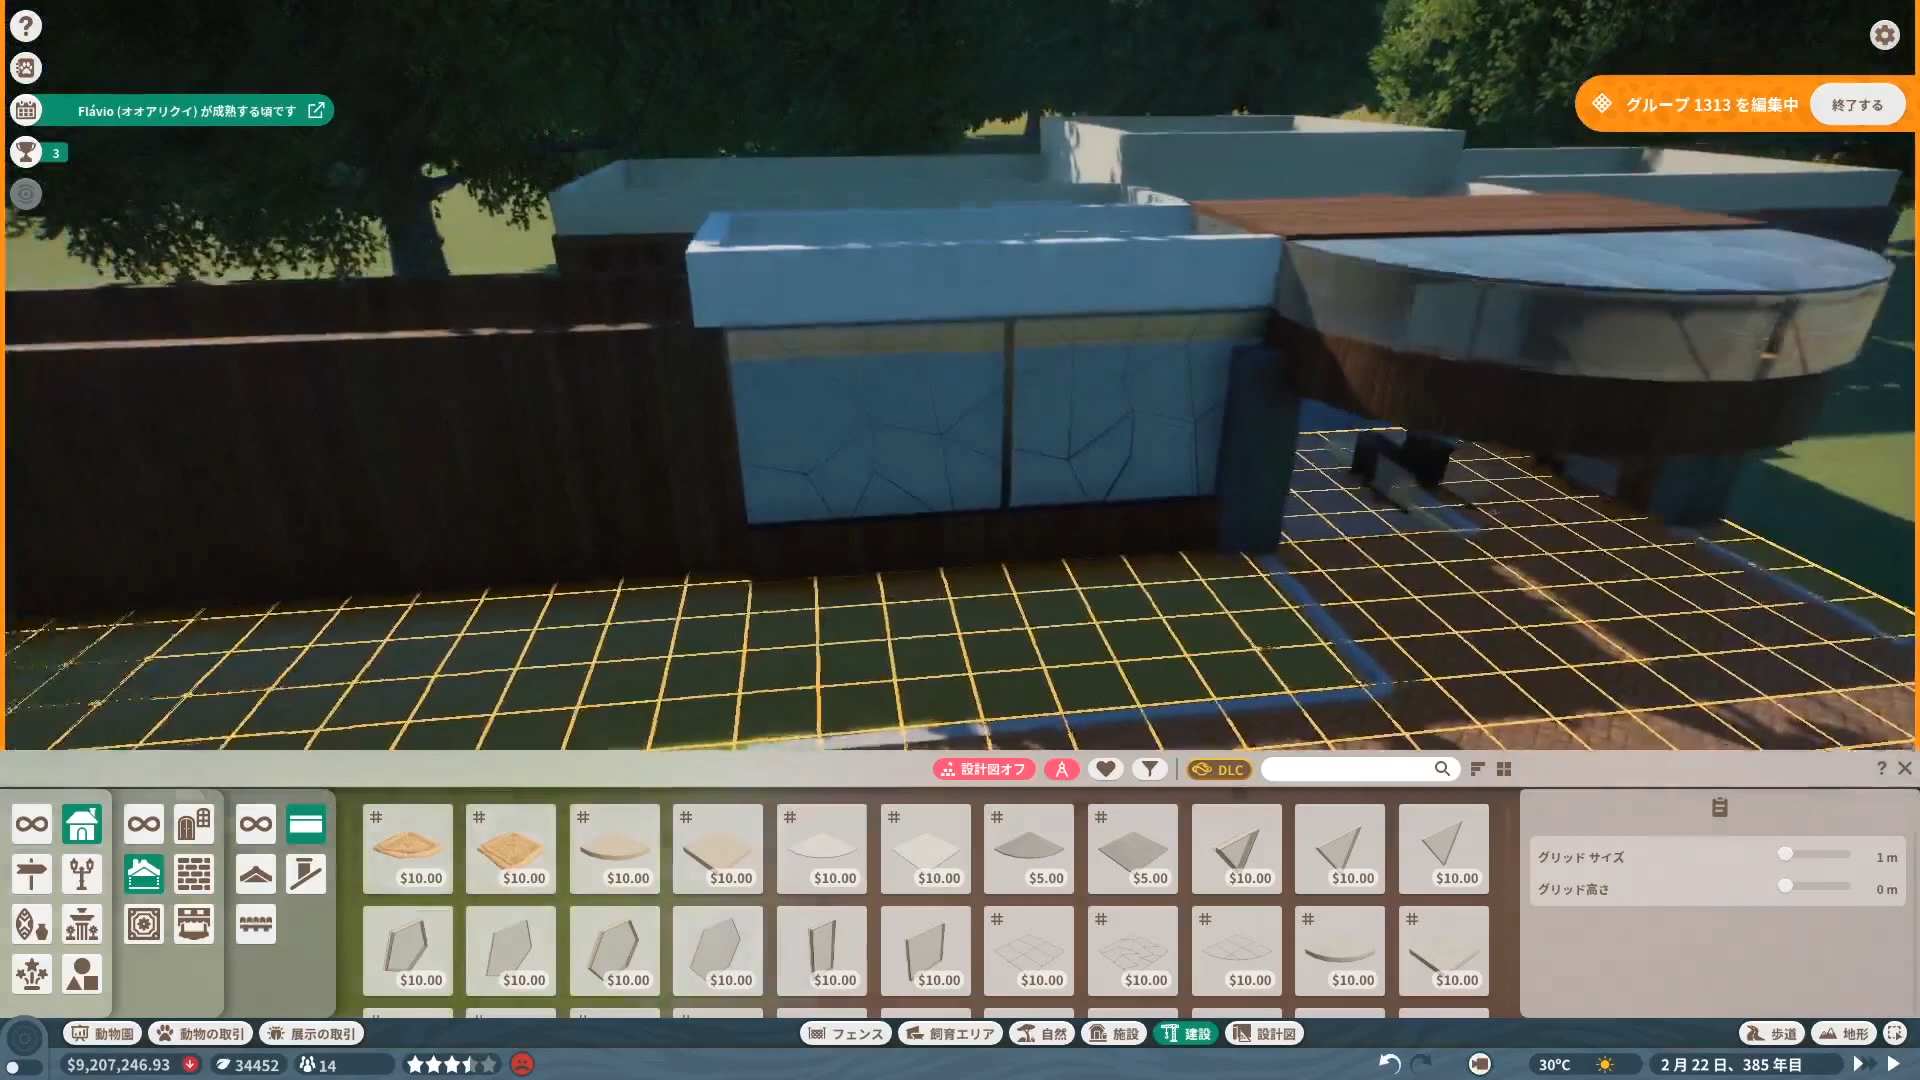 ?
Flávio (オオアリクイ) が成熟する頃です
グループ 1313 を編集中
終了する
3
設計図オフ
DLC
?
$10.00 $10.00 $10.00 $10.00 $10.00 $10.00 $5.00 $5.00 $10.00 $10.00 $10.00
$10.00 $10.00 $10.00 $10.00 $10.00 $10.00 $10.00 $10.00 $10.00 $10.00 $10.00
グリッド サイズ 1 m
グリッド高さ 0 m
動物園 動物の取引 展示の取引 フェンス 飼育エリア 自然 施設 建設 設計図 歩道 地形
$9,207,246.93 34452 14 30°C 2 月 22 日、385 年目